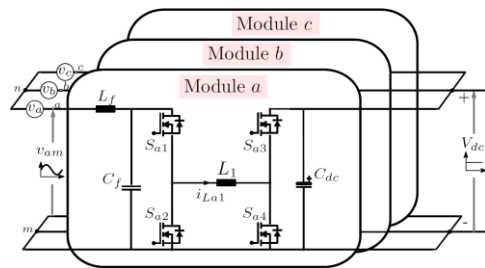 Module c
Module b
Module a
v_c c
n v_b b
v_a a
L_f
S_a1
S_a3
+
v_am
C_f
L_1
i_La1
C_dc
V_dc
S_a2
S_a4
m
-